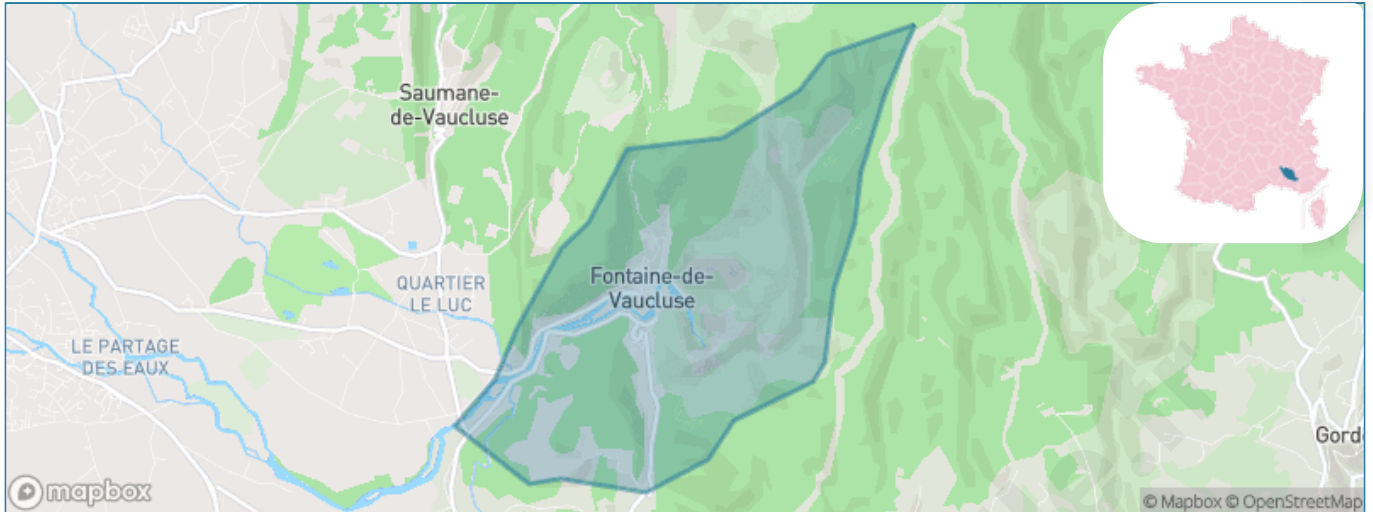 Saumane-
de-Vaucluse
Fontaine-de-
Vaucluse
QUARTIER
LE LUC
LE PARTAGE
DES EAUX
Gord
mapbox
© Mapbox © OpenStreetMap